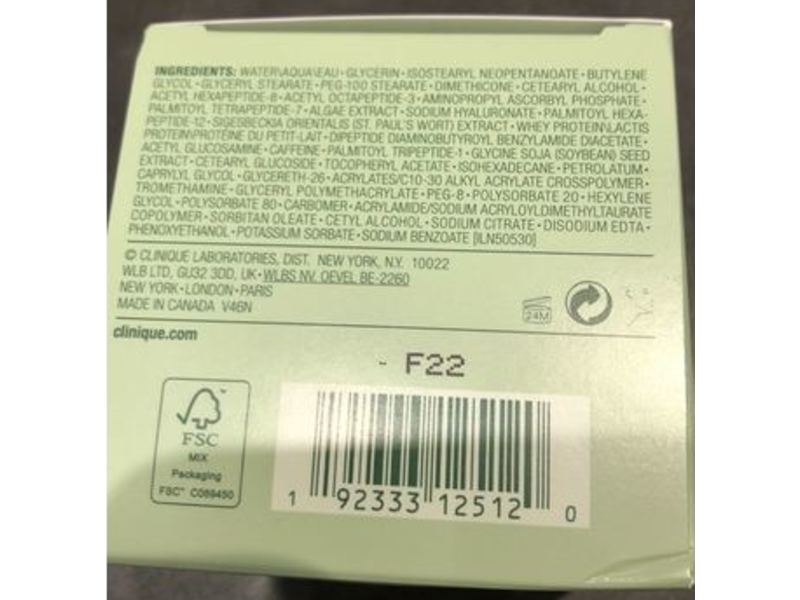 INGREDIENTS: WATER\AQUA\EAU • GLYCERIN • ISOSTEARYL NEOPENTANOATE • BUTYLENE
GLYCOL • GLYCERYL STEARATE • PEG-100 STEARATE • DIMETHICONE • CETEARYL ALCOHOL •
ACETYL HEXAPEPTIDE-8 • ACETYL OCTAPEPTIDE-3 • AMINOPROPYL ASCORBYL PHOSPHATE •
PALMITOYL TETRAPEPTIDE-7 • ALGAE EXTRACT • SODIUM HYALURONATE • PALMITOYL HEXA-
PEPTIDE-12 • SIGESBECKIA ORIENTALIS (ST. PAUL'S WORT) EXTRACT • WHEY PROTEIN\LACTIS
PROTEIN\PROTÉINE DU PETIT-LAIT • DIPEPTIDE DIAMINOBUTYROYL BENZYLAMIDE DIACETATE •
ACETYL GLUCOSAMINE • CAFFEINE • PALMITOYL TRIPEPTIDE-1 • GLYCINE SOJA (SOYBEAN) SEED
EXTRACT • CETEARYL GLUCOSIDE • TOCOPHERYL ACETATE • ISOHEXADECANE • PETROLATUM •
CAPRYLYL GLYCOL • GLYCERETH-26 • ACRYLATES/C10-30 ALKYL ACRYLATE CROSSPOLYMER •
TROMETHAMINE • GLYCERYL POLYMETHACRYLATE • PEG-8 • POLYSORBATE 20 • HEXYLENE
GLYCOL • POLYSORBATE 80 • CARBOMER • ACRYLAMIDE/SODIUM ACRYLOYLDIMETHYLTAURATE
COPOLYMER • SORBITAN OLEATE • CETYL ALCOHOL • SODIUM CITRATE • DISODIUM EDTA •
PHENOXYETHANOL • POTASSIUM SORBATE • SODIUM BENZOATE [ILN50530]
© CLINIQUE LABORATORIES, DIST. NEW YORK, N.Y. 10022
WLB LTD, GU32 3DD, UK • WLBS NV. OEVEL BE-2260
NEW YORK • LONDON • PARIS
MADE IN CANADA V46N
24M
clinique.com
- F22
FSC
MIX
Packaging
FSC™ C089450
1 92333 12512 0